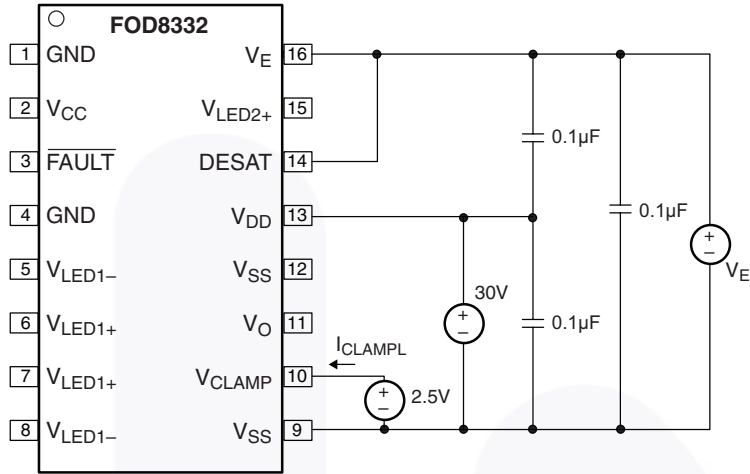 FOD8332
1 GND VE 16
2 VCC VLED2+ 15
3 FAULT DESAT 14
0.1µF
4 GND VDD 13
0.1µF
5 VLED1– VSS 12
VE
30V
6 VLED1+ VO 11
0.1µF
ICLAMPL
7 VLED1+ VCLAMP 10
2.5V
8 VLED1– VSS 9